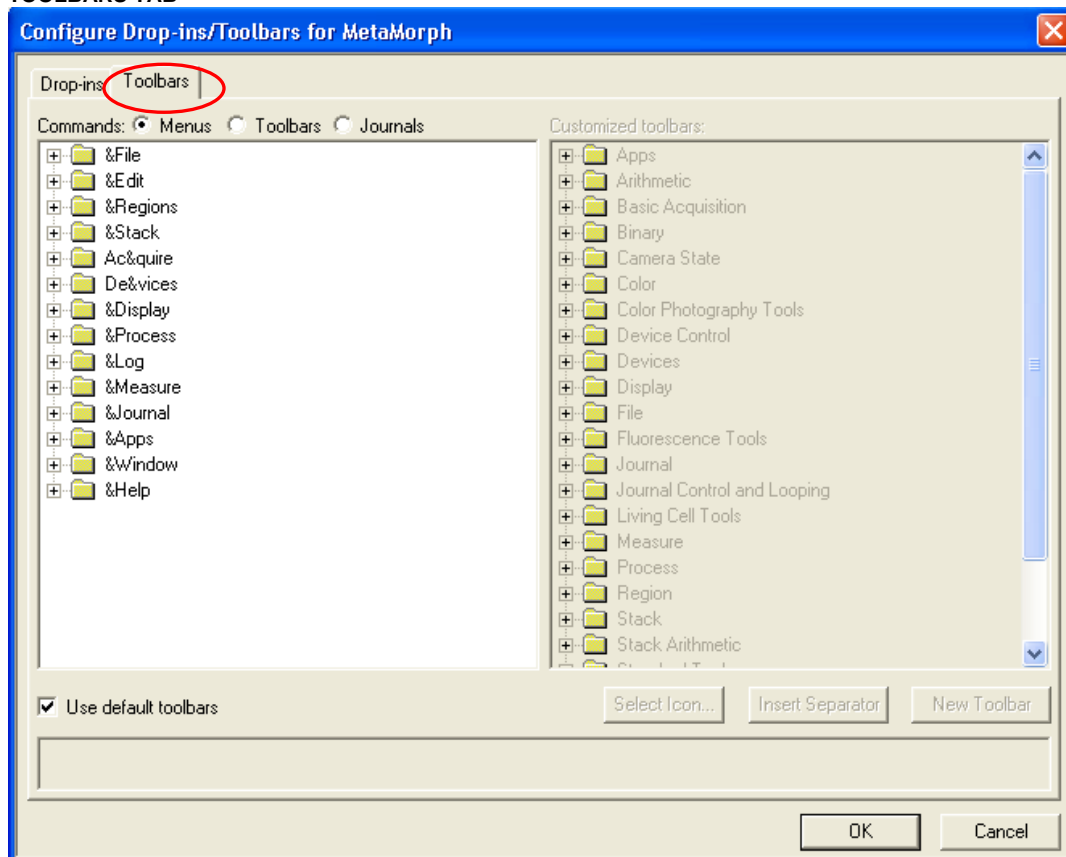 TOOLBARS TAB
Configure Drop-ins/Toolbars for MetaMorph
Drop-ins Toolbars
Commands: Menus Toolbars Journals
&File
&Edit
&Regions
&Stack
Ac&quire
De&vices
&Display
&Process
&Log
&Measure
&Journal
&Apps
&Window
&Help
Customized toolbars:
Apps
Arithmetic
Basic Acquisition
Binary
Camera State
Color
Color Photography Tools
Device Control
Devices
Display
File
Fluorescence Tools
Journal
Journal Control and Looping
Living Cell Tools
Measure
Process
Region
Stack
Stack Arithmetic
Use default toolbars
Select Icon... Insert Separator New Toolbar
OK Cancel